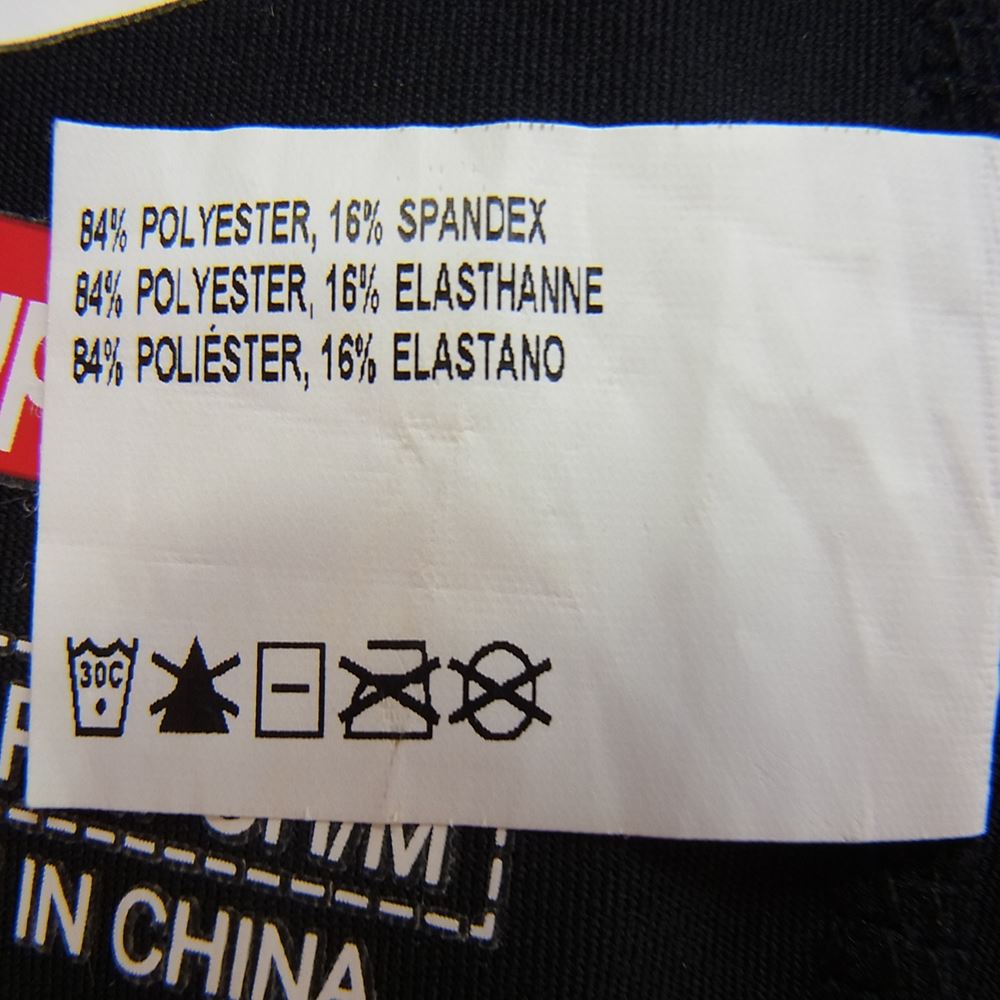 84% POLYESTER, 16% SPANDEX
84% POLYESTER, 16% ELASTHANNE
84% POLIÉSTER, 16% ELASTANO
30C
IN CHINA